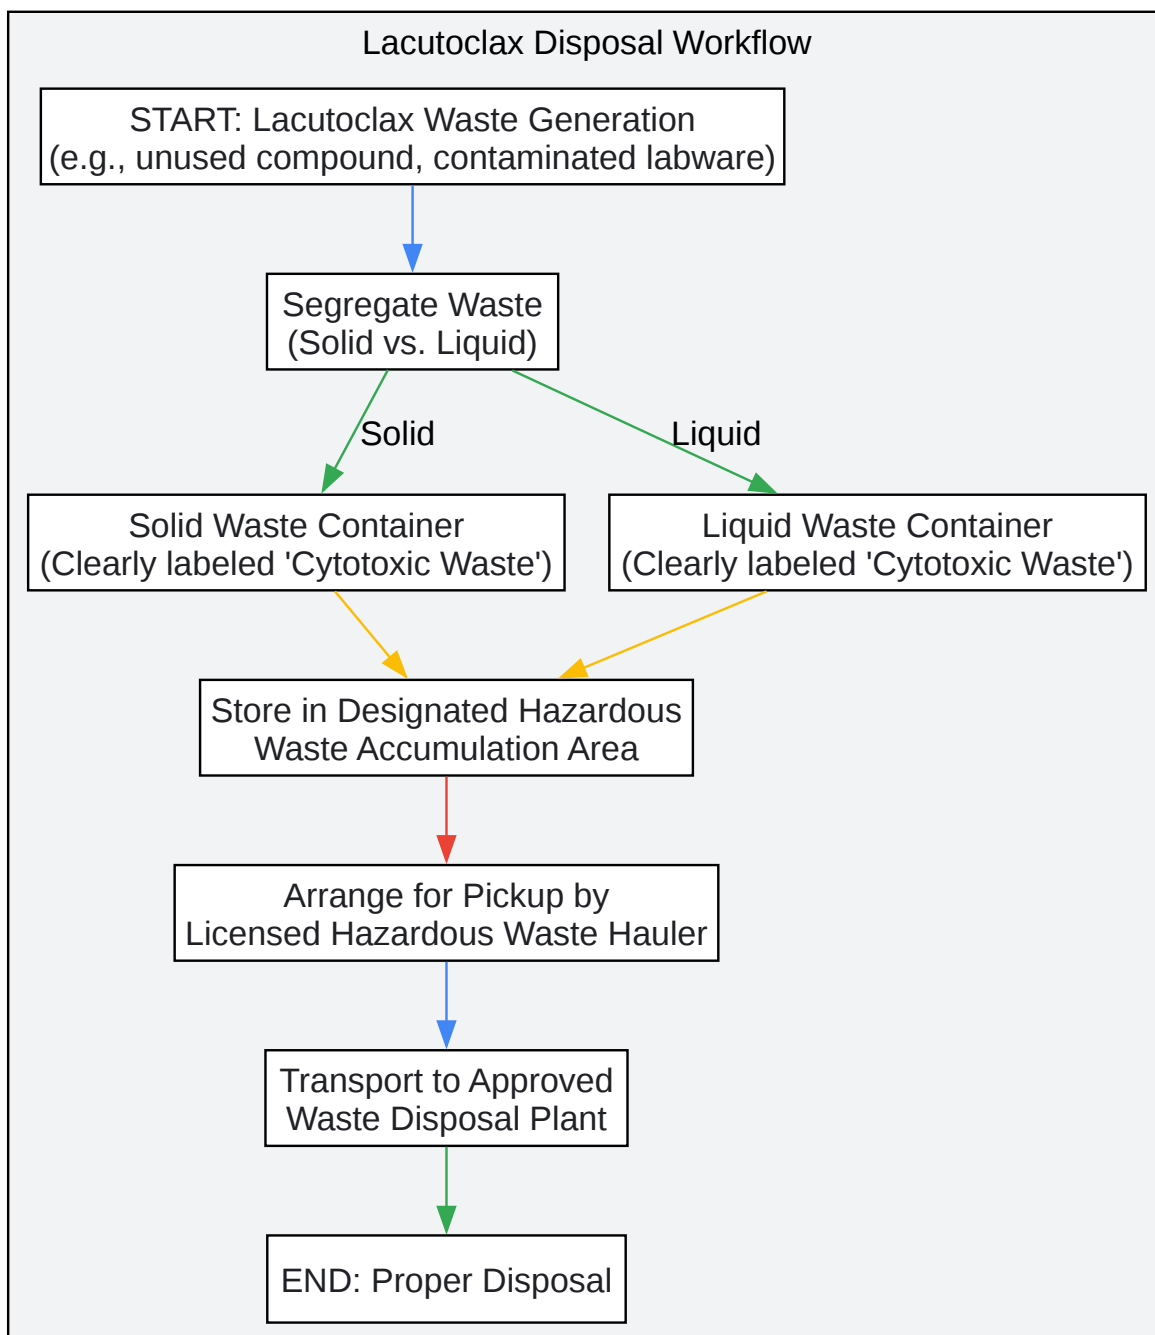 Lacutoclax Disposal Workflow
START: Lacutoclax Waste Generation
(e.g., unused compound, contaminated labware)
Segregate Waste
(Solid vs. Liquid)
Solid
Liquid
Solid Waste Container
(Clearly labeled 'Cytotoxic Waste')
Liquid Waste Container
(Clearly labeled 'Cytotoxic Waste')
Store in Designated Hazardous
Waste Accumulation Area
Arrange for Pickup by
Licensed Hazardous Waste Hauler
Transport to Approved
Waste Disposal Plant
END: Proper Disposal